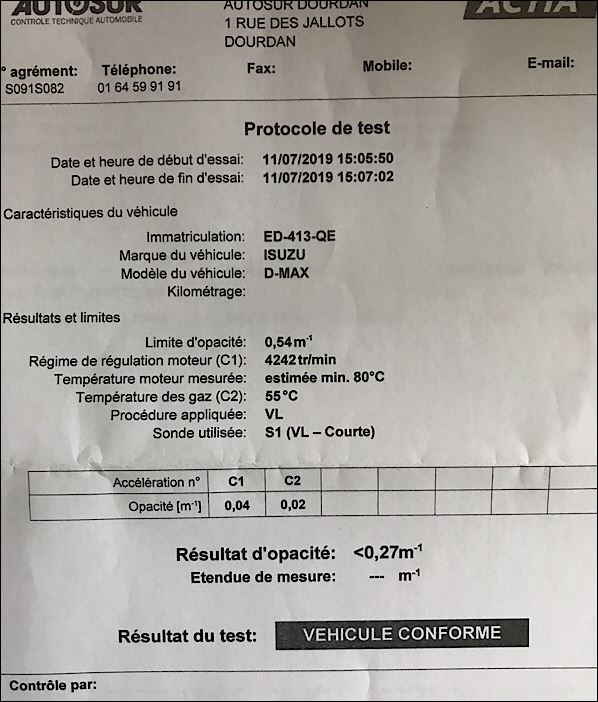 AUTOSUR
CONTROLE TECHNIQUE AUTOMOBILE
AUTOSUR DOURDAN
1 RUE DES JALLOTS
DOURDAN
ACTIA
° agrément: Téléphone: Fax: Mobile: E-mail:
S091S082 01 64 59 91 91
Protocole de test
Date et heure de début d'essai: 11/07/2019 15:05:50
Date et heure de fin d'essai: 11/07/2019 15:07:02
Caractéristiques du véhicule
Immatriculation: ED-413-QE
Marque du véhicule: ISUZU
Modèle du véhicule: D-MAX
Kilométrage:
Résultats et limites
Limite d'opacité: 0,54m⁻¹
Régime de régulation moteur (C1): 4242tr/min
Température moteur mesurée: estimée min. 80°C
Température des gaz (C2): 55°C
Procédure appliquée: VL
Sonde utilisée: S1 (VL – Courte)
Accélération n° C1 C2
Opacité [m⁻¹] 0,04 0,02
Résultat d'opacité: <0,27m⁻¹
Etendue de mesure: --- m⁻¹
Résultat du test: VEHICULE CONFORME
Contrôle par: